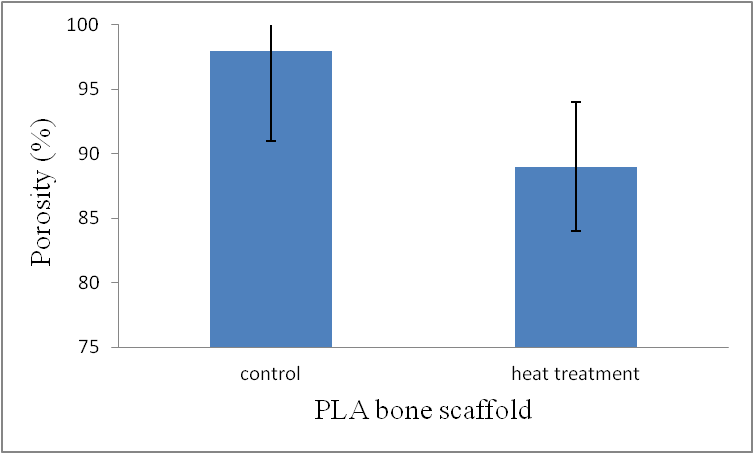 100
95
90
85
80
75
Porosity (%)
control
heat treatment
PLA bone scaffold